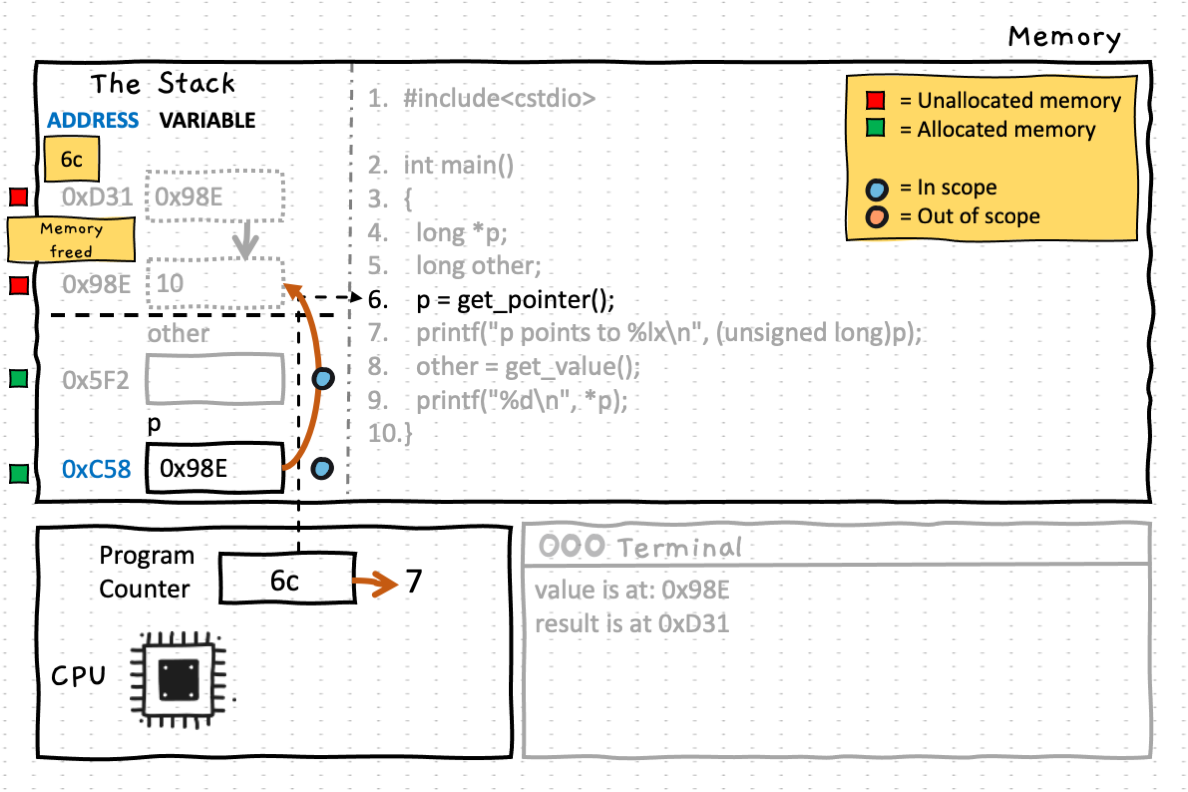 Memory
The Stack
ADDRESS VARIABLE
6c
0xD31 0x98E
Memory
freed
0x98E 10
other
0x5F2
p
0xC58 0x98E
1. #include<cstdio>
2. int main()
3. {
4. long *p;
5. long other;
6. p = get_pointer();
7. printf("p points to %lx\n", (unsigned long)p);
8. other = get_value();
9. printf("%d\n", *p);
10.}
= Unallocated memory
= Allocated memory
= In scope
= Out of scope
Program
Counter
6c
7
CPU
Terminal
value is at: 0x98E
result is at 0xD31